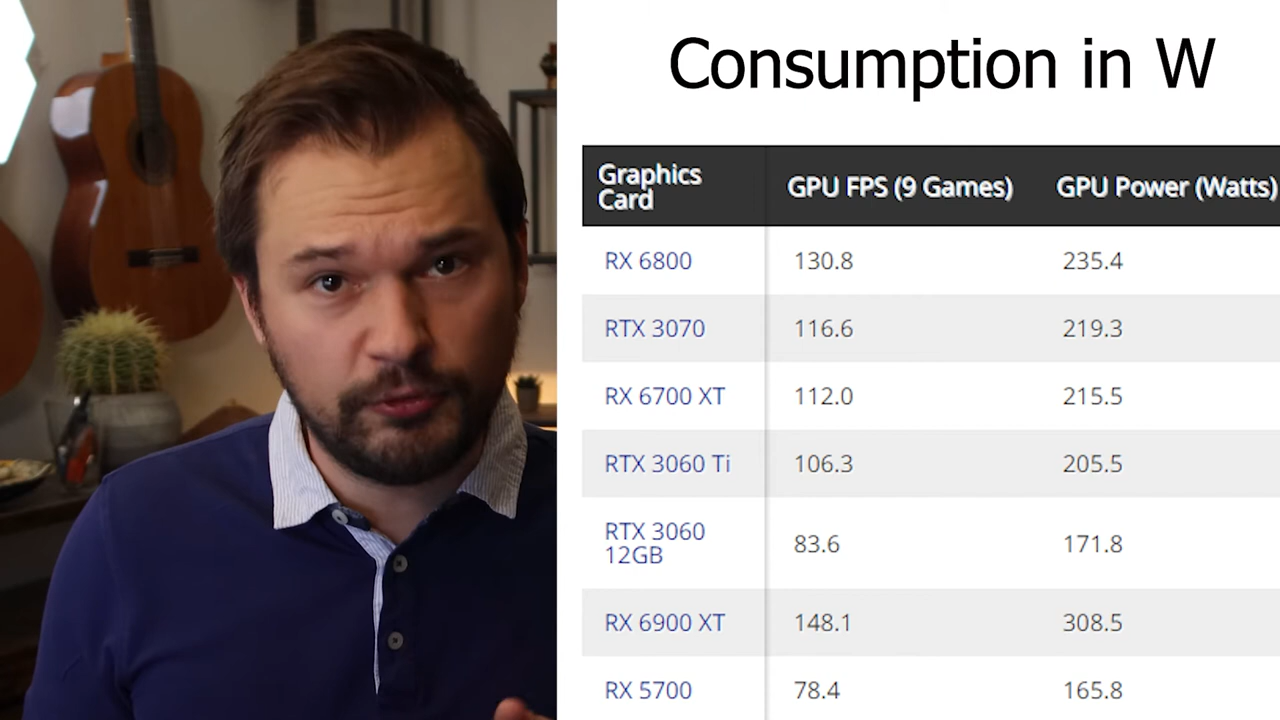 Consumption in W
Graphics
Card
GPU FPS (9 Games)
GPU Power (Watts)
RX 6800
130.8
235.4
RTX 3070
116.6
219.3
RX 6700 XT
112.0
215.5
RTX 3060 Ti
106.3
205.5
RTX 3060
12GB
83.6
171.8
RX 6900 XT
148.1
308.5
RX 5700
78.4
165.8